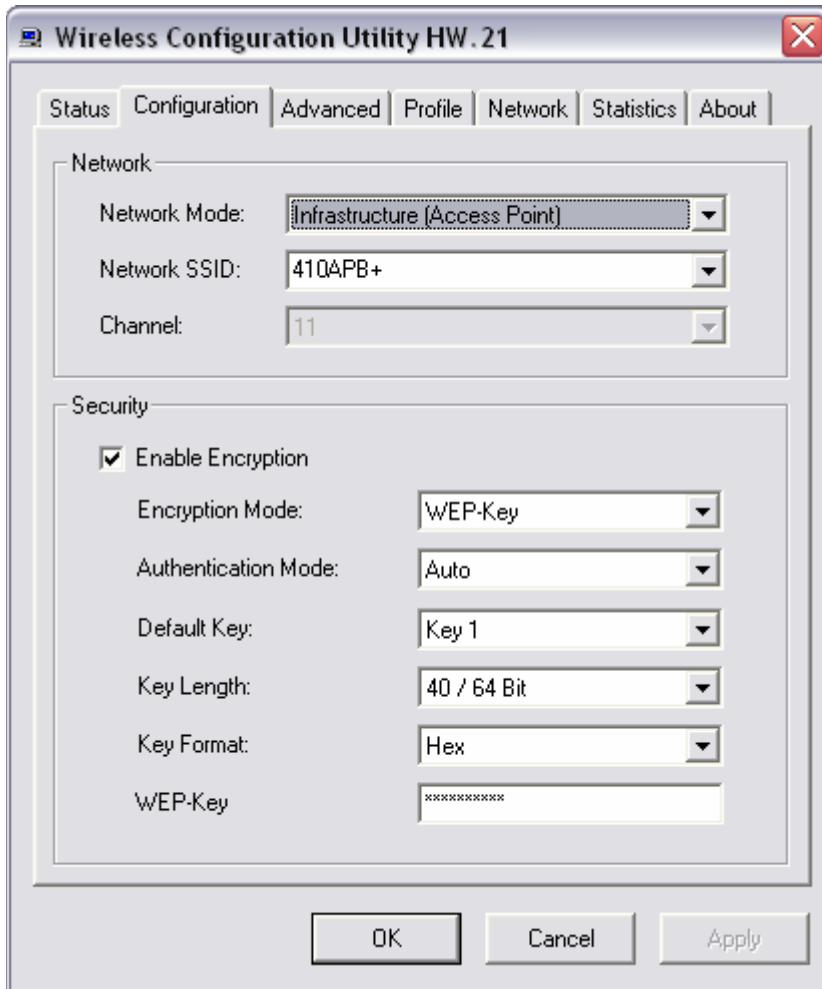 Wireless Configuration Utility HW.21
Status Configuration Advanced Profile Network Statistics About
Network
Network Mode: Infrastructure (Access Point)
Network SSID: 410APB+
Channel: 11
Security
Enable Encryption
Encryption Mode: WEP-Key
Authentication Mode: Auto
Default Key: Key 1
Key Length: 40 / 64 Bit
Key Format: Hex
WEP-Key **********
OK Cancel Apply